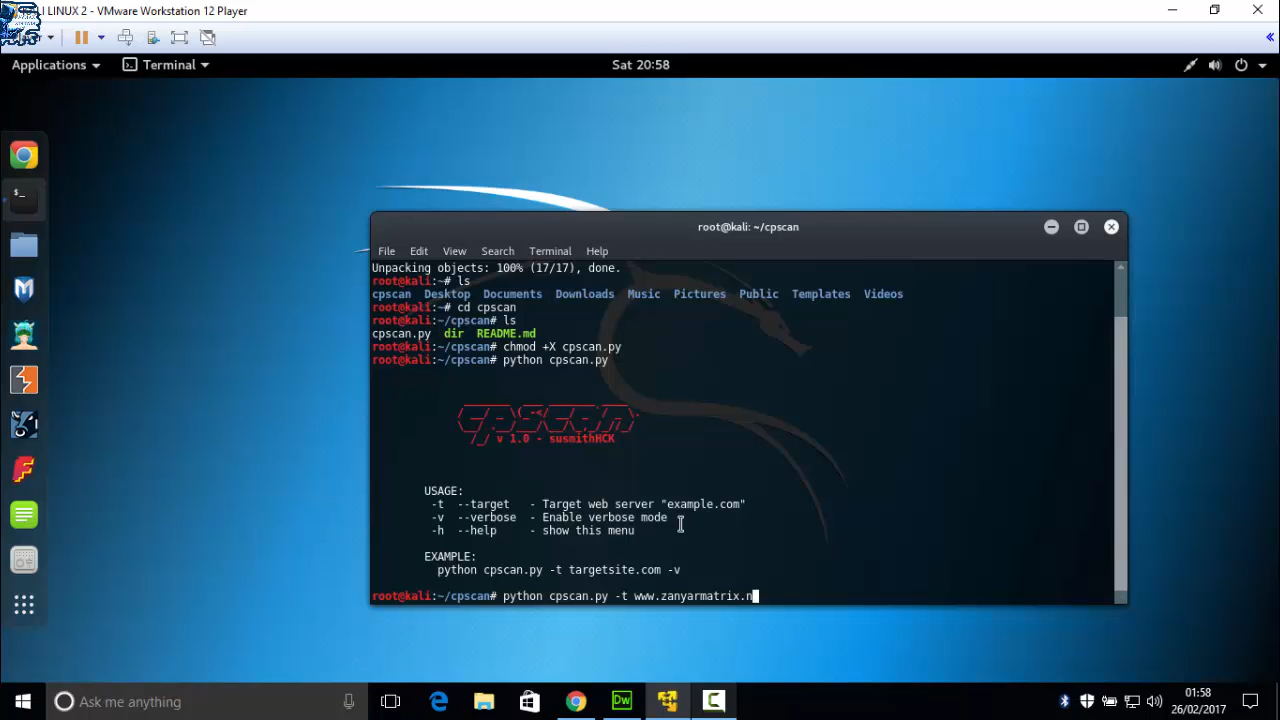 LI LINUX 2 - VMware Workstation 12 Player
Applications Terminal Sat 20:58
root@kali: ~/cpscan
File Edit View Search Terminal Help
Unpacking objects: 100% (17/17), done.
root@kali:~# ls
cpscan Desktop Documents Downloads Music Pictures Public Templates Videos
root@kali:~# cd cpscan
root@kali:~/cpscan# ls
cpscan.py dir README.md
root@kali:~/cpscan# chmod +X cpscan.py
root@kali:~/cpscan# python cpscan.py
cpscan
v 1.0 - susmithHCK
USAGE:
-t --target - Target web server "example.com"
-v --verbose - Enable verbose mode
-h --help - show this menu
EXAMPLE:
python cpscan.py -t targetsite.com -v
root@kali:~/cpscan# python cpscan.py -t www.zanyarmatrix.n
Ask me anything
01:58
26/02/2017